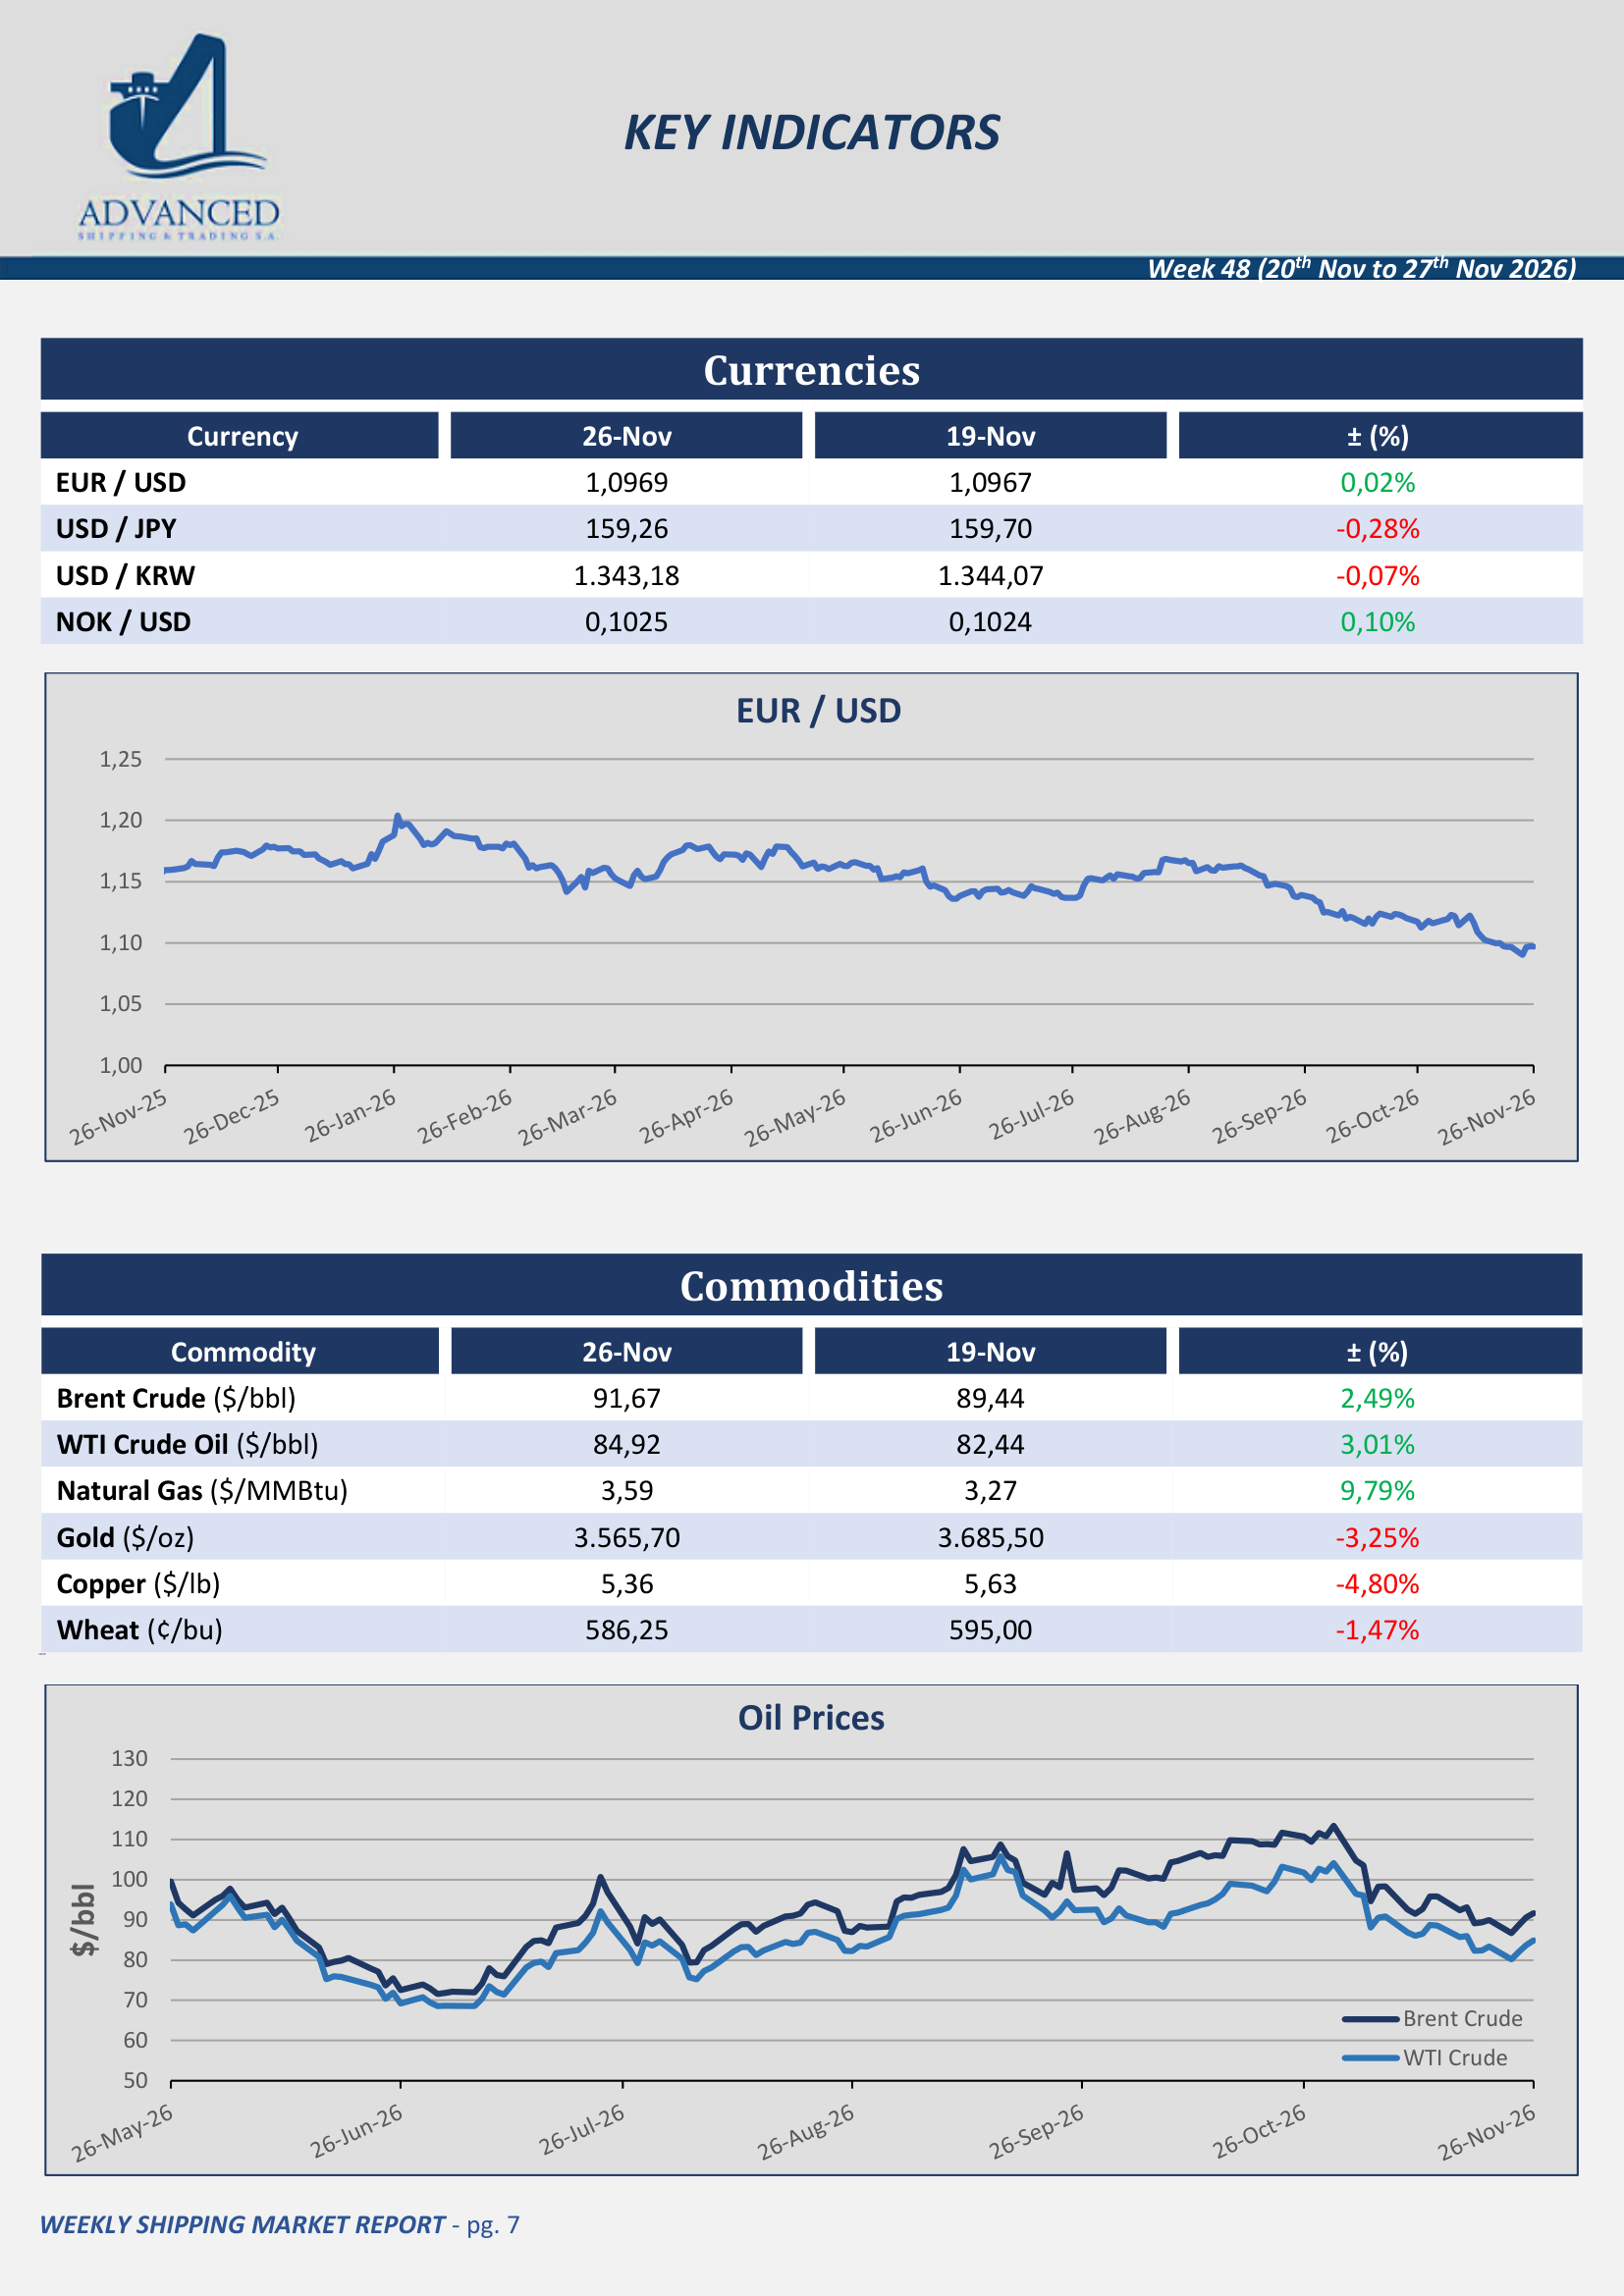 ADVANCED
SHIPPING & TRADING S.A.
KEY INDICATORS
Week 48 (20th Nov to 27th Nov 2026)
Currencies
Currency 26-Nov 19-Nov ± (%)
EUR / USD 1,0969 1,0967 0,02%
USD / JPY 159,26 159,70 -0,28%
USD / KRW 1.343,18 1.344,07 -0,07%
NOK / USD 0,1025 0,1024 0,10%
EUR / USD
1,25
1,20
1,15
1,10
1,05
1,00
26-Nov-25 26-Dec-25 26-Jan-26 26-Feb-26 26-Mar-26 26-Apr-26 26-May-26 26-Jun-26 26-Jul-26 26-Aug-26 26-Sep-26 26-Oct-26 26-Nov-26
Commodities
Commodity 26-Nov 19-Nov ± (%)
Brent Crude ($/bbl) 91,67 89,44 2,49%
WTI Crude Oil ($/bbl) 84,92 82,44 3,01%
Natural Gas ($/MMBtu) 3,59 3,27 9,79%
Gold ($/oz) 3.565,70 3.685,50 -3,25%
Copper ($/lb) 5,36 5,63 -4,80%
Wheat (¢/bu) 586,25 595,00 -1,47%
Oil Prices
$/bbl
130
120
110
100
90
80
70
60
50
Brent Crude
WTI Crude
26-May-26 26-Jun-26 26-Jul-26 26-Aug-26 26-Sep-26 26-Oct-26 26-Nov-26
WEEKLY SHIPPING MARKET REPORT - pg. 7